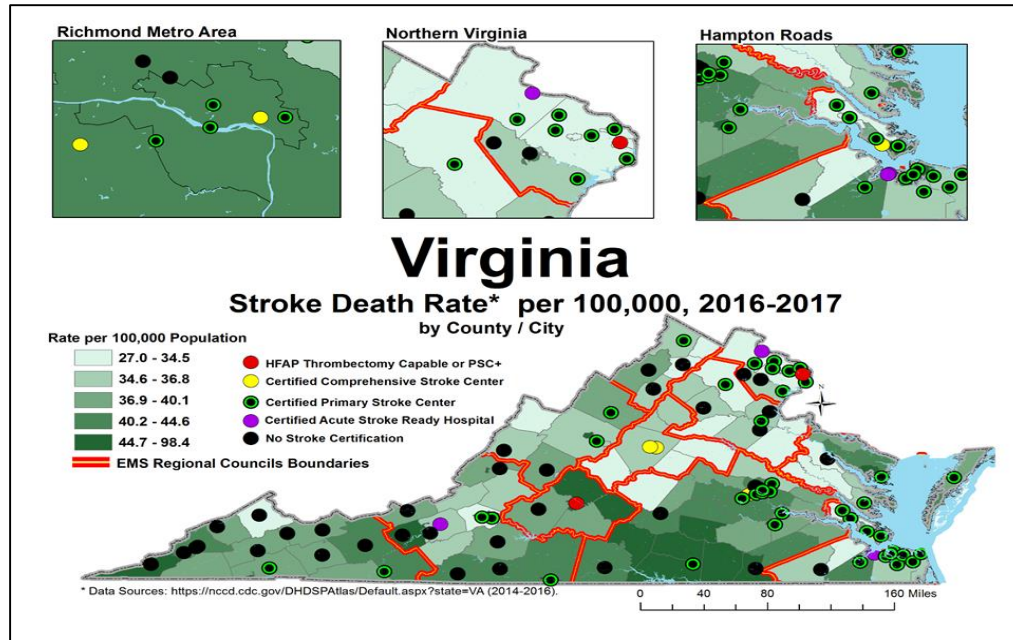 Richmond Metro Area
Northern Virginia
Hampton Roads
Virginia
Stroke Death Rate* per 100,000, 2016-2017
by County / City
Rate per 100,000 Population
27.0 - 34.5
34.6 - 36.8
36.9 - 40.1
40.2 - 44.6
44.7 - 98.4
EMS Regional Councils Boundaries
HFAP Thrombectomy Capable or PSC+
Certified Comprehensive Stroke Center
Certified Primary Stroke Center
Certified Acute Stroke Ready Hospital
No Stroke Certification
N
* Data Sources: https://nccd.cdc.gov/DHDSPAtlas/Default.aspx?state=VA (2014-2016).
0 40 80 160 Miles